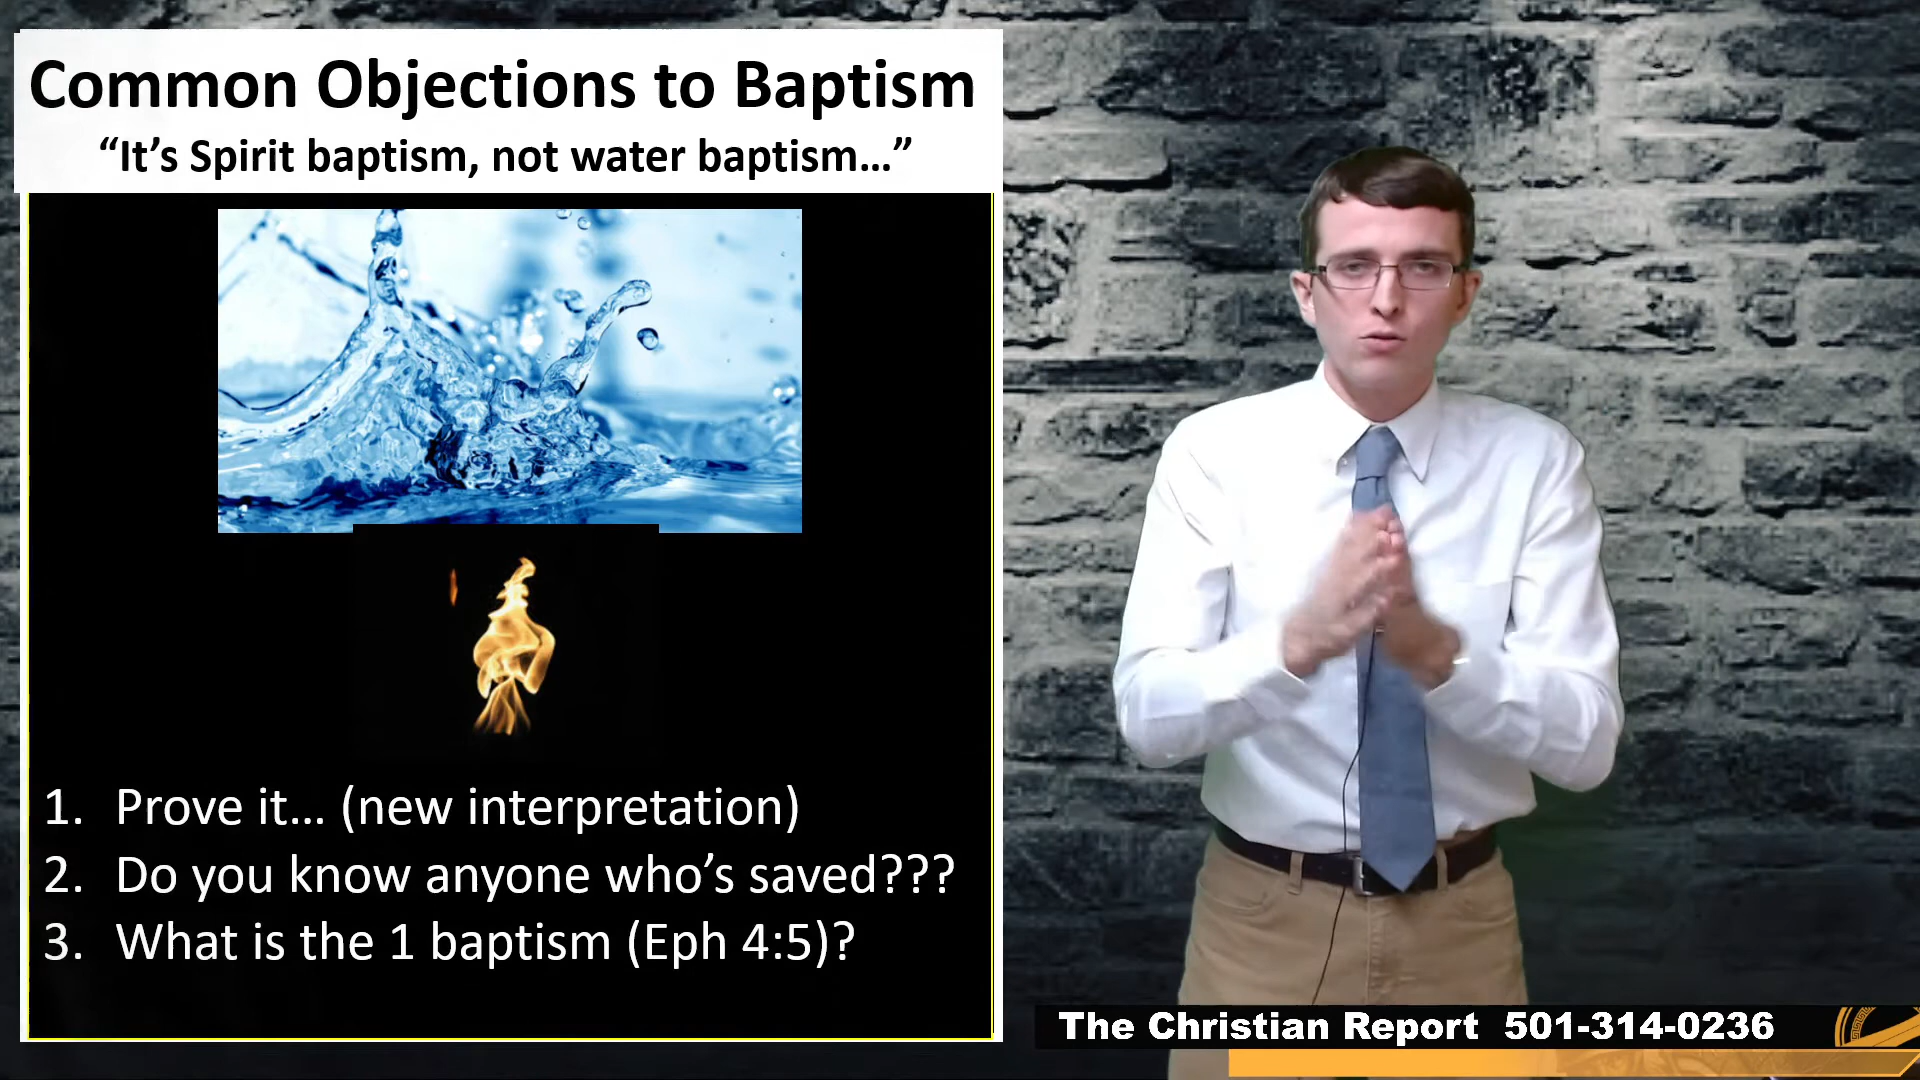 Common Objections to Baptism
“It’s Spirit baptism, not water baptism...”
1. Prove it... (new interpretation)
2. Do you know anyone who’s saved???
3. What is the 1 baptism (Eph 4:5)?
The Christian Report 501-314-0236